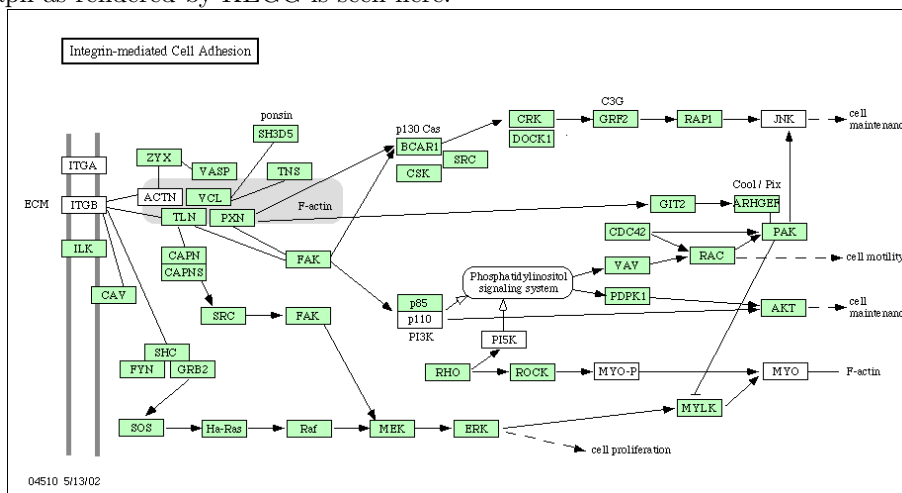 aph as rendered by KEGG is seen here.
Integrin-mediated Cell Adhesion
C3G
ponsin
CRK
GRF2
RAP1
JNK
cell maintenanc
p130 Cas
SH3D5
DOCK1
BCAR1
ZYX
SRC
ITGA
VASP
TNS
CSK
Cool / Pix
ACTN
VCL
ECM
ITGB
F-actin
GIT2
ARHGEF
TLN
PXN
CDC42
PAK
ILK
CAPN
FAK
VAV
RAC
cell motility
CAPNS
Phosphatidylinositol
signaling system
CAV
p85
PDPK1
cell maintenanc
SRC
FAK
p110
AKT
PI3K
PI5K
SHC
FYN
GRB2
RHO
ROCK
MYO-P
MYO
F-actin
MYLK
SOS
Ha-Ras
Raf
MEK
ERK
cell proliferation
04510 5/13/02